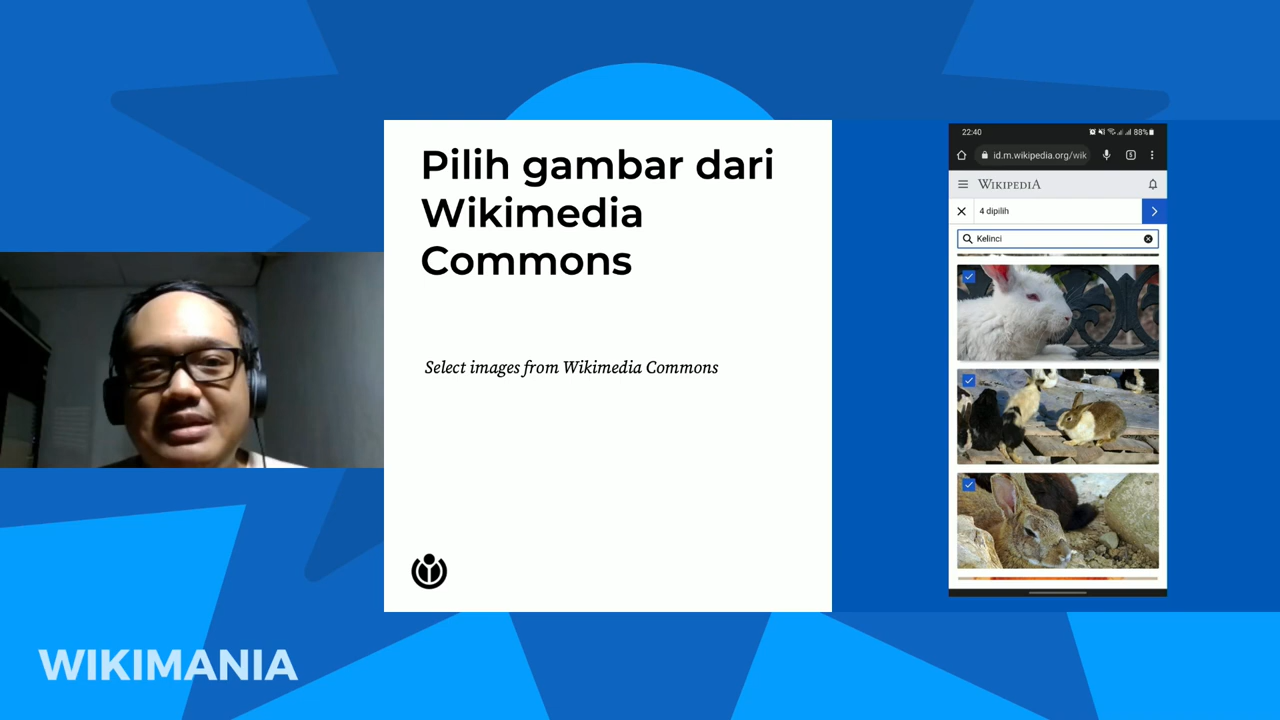 Pilih gambar dari
Wikimedia
Commons
Select images from Wikimedia Commons
22:40
88%
id.m.wikipedia.org/wik
5
WIKIPEDIA
4 dipilih
Kelinci
WIKIMANIA